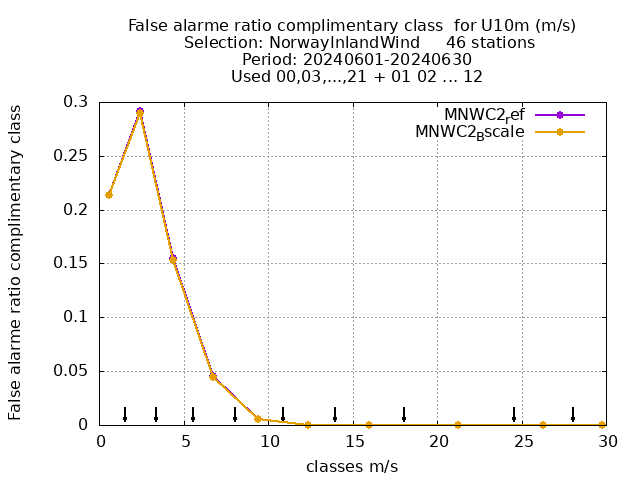 False alarme ratio complimentary class  for U10m (m/s)
Selection: NorwayInlandWind     46 stations
Period: 20240601-20240630
Used 00,03,...,21 + 01 02 ... 12
MNWC2ref
MNWC2Bscale
False alarme ratio complimentary class
0.3
0.25
0.2
0.15
0.1
0.05
0
0 5 10 15 20 25 30
classes m/s